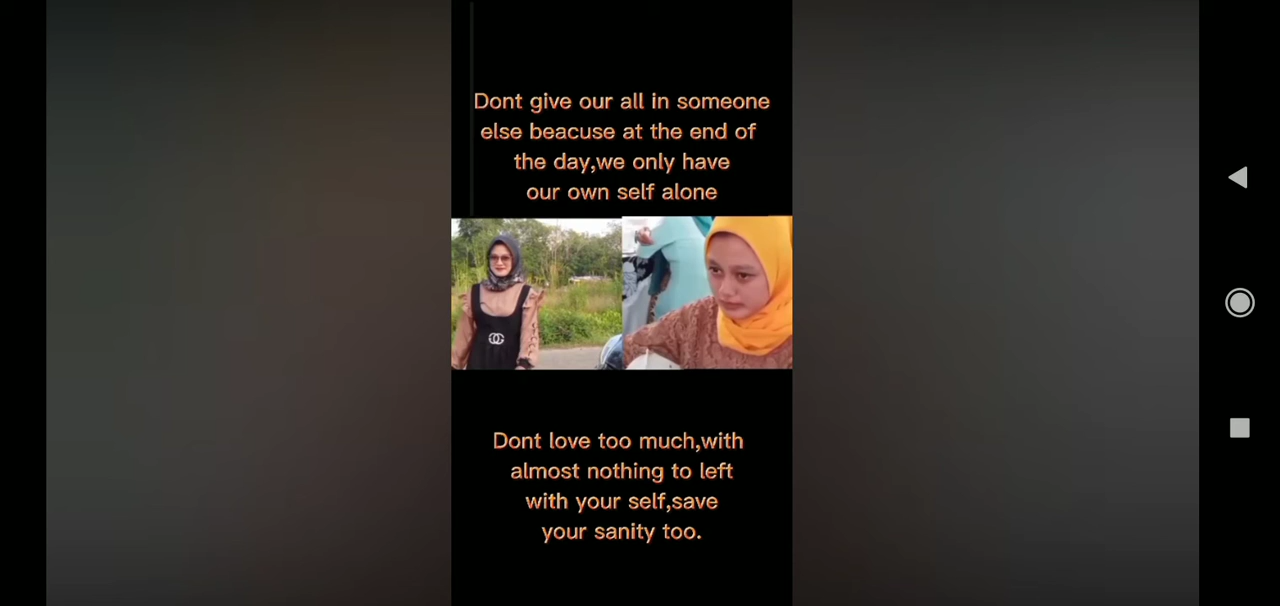 Dont give our all in someone
else beacuse at the end of
the day,we only have
our own self alone
Dont love too much,with
almost nothing to left
with your self,save
your sanity too.